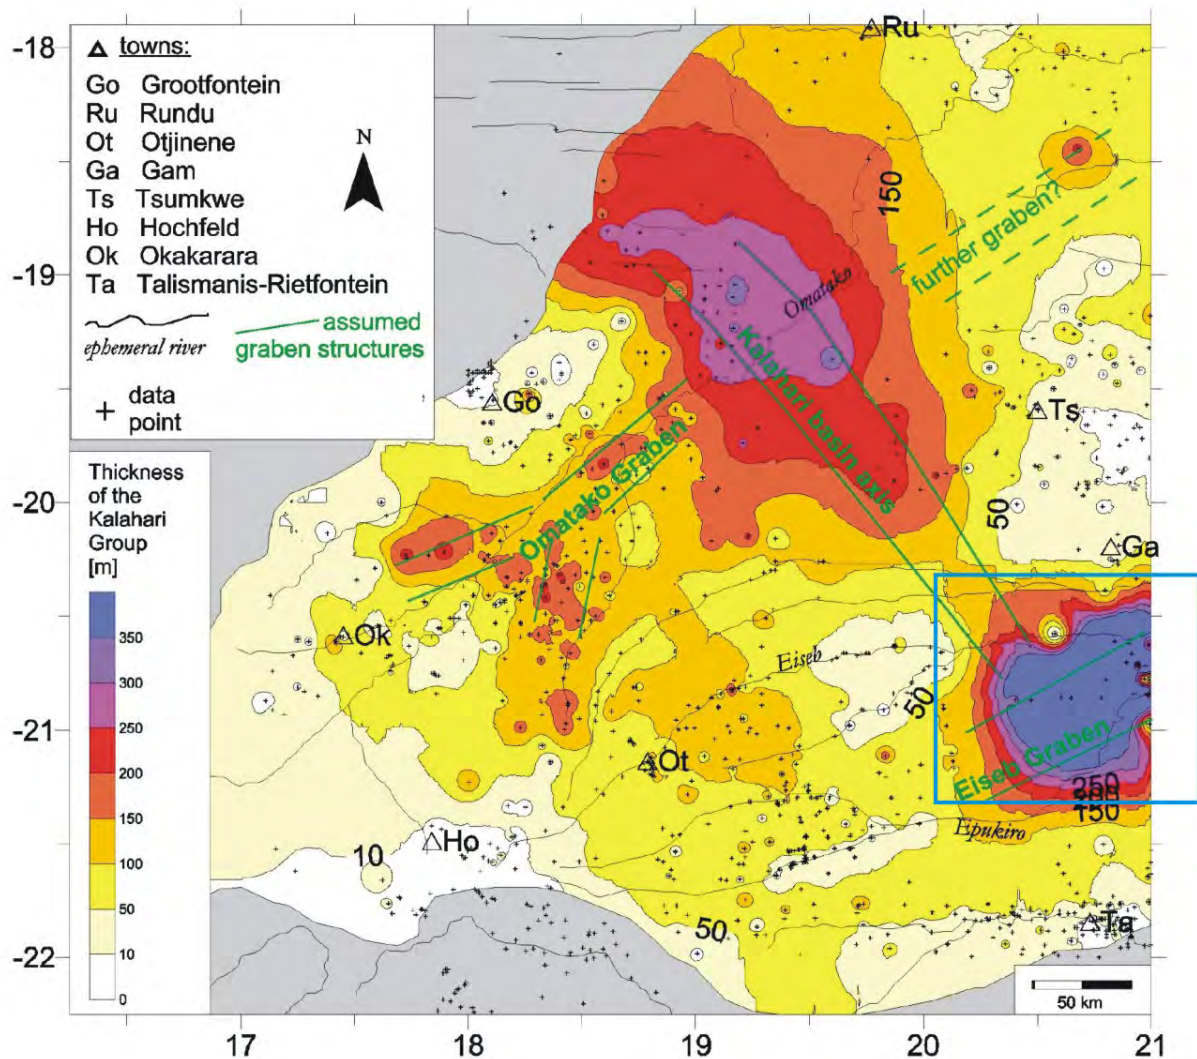 towns:
Go Grootfontein
Ru Rundu
Ot Otjinene
Ga Gam
Ts Tsumkwe
Ho Hochfeld
Ok Okakarara
Ta Talismanis-Rietfontein
ephemeral river
assumed
graben structures
data
point
N
Thickness
of the
Kalahari
Group
[m]
350
300
250
200
150
100
50
10
0
-18
-19
-20
-21
-22
17
18
19
20
21
Ru
150
further graben?
Omatako
Kalahari basin axis
Go
Ts
Omatako Graben
50
Ga
Ok
Eiseb
50
Ot
Eiseb Graben
250
150
Epukiro
Ho
10
50
Ta
50 km